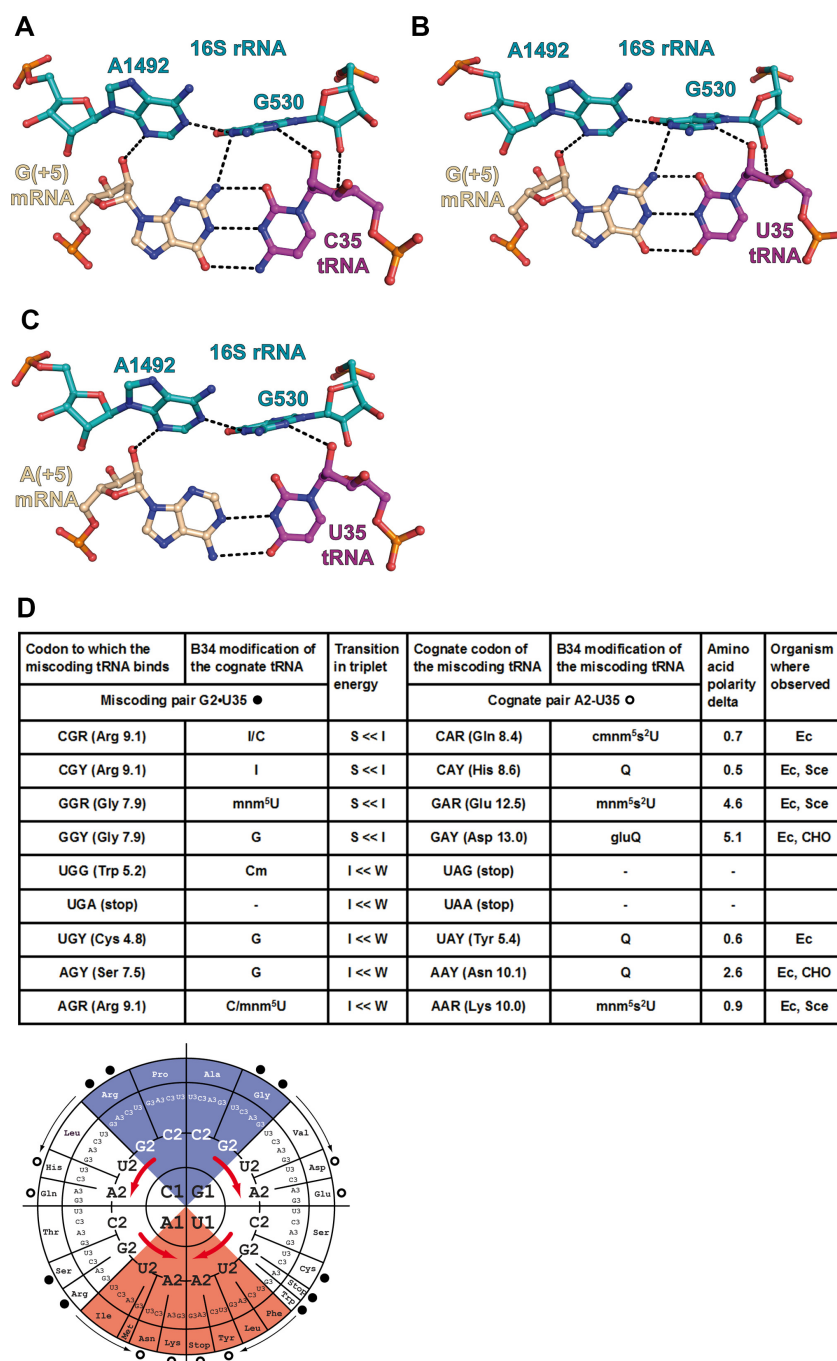 A
B
16S rRNA
A1492
G530
G(+5)
mRNA
C35
tRNA
16S rRNA
A1492
G530
G(+5)
mRNA
U35
tRNA
C
16S rRNA
A1492
G530
A(+5)
mRNA
U35
tRNA
D
Codon to which the miscoding tRNA binds | B34 modification of the cognate tRNA | Transition in triplet energy | Cognate codon of the miscoding tRNA | B34 modification of the miscoding tRNA | Amino acid polarity delta | Organism where observed
Miscoding pair G2•U35 ● | Cognate pair A2-U35 o
CGR (Arg 9.1) | I/C | S << I | CAR (Gln 8.4) | cmnm⁵s²U | 0.7 | Ec
CGY (Arg 9.1) | I | S << I | CAY (His 8.6) | Q | 0.5 | Ec, Sce
GGR (Gly 7.9) | mnm⁵U | S << I | GAR (Glu 12.5) | mnm⁵s²U | 4.6 | Ec, Sce
GGY (Gly 7.9) | G | S << I | GAY (Asp 13.0) | gluQ | 5.1 | Ec, CHO
UGG (Trp 5.2) | Cm | I << W | UAG (stop) | - | -
UGA (stop) | - | I << W | UAA (stop) | - | -
UGY (Cys 4.8) | G | I << W | UAY (Tyr 5.4) | Q | 0.6 | Ec
AGY (Ser 7.5) | G | I << W | AAY (Asn 10.1) | Q | 2.6 | Ec, CHO
AGR (Arg 9.1) | C/mnm⁵U | I << W | AAR (Lys 10.0) | mnm⁵s²U | 0.9 | Ec, Sce
Pro
Ala
Arg
Gly
Leu
Val
His
Asp
Gln
Glu
Thr
Ser
Ser
Cys
Arg
Stop
Trp
Ile
Met
Asn
Lys
Stop
Tyr
Leu
Phe
C2 C2
G2 G2
U2 U2
A2 A2
C2 C2
G2 G2
U2 U2
A2 A2
C1 G1
A1 U1